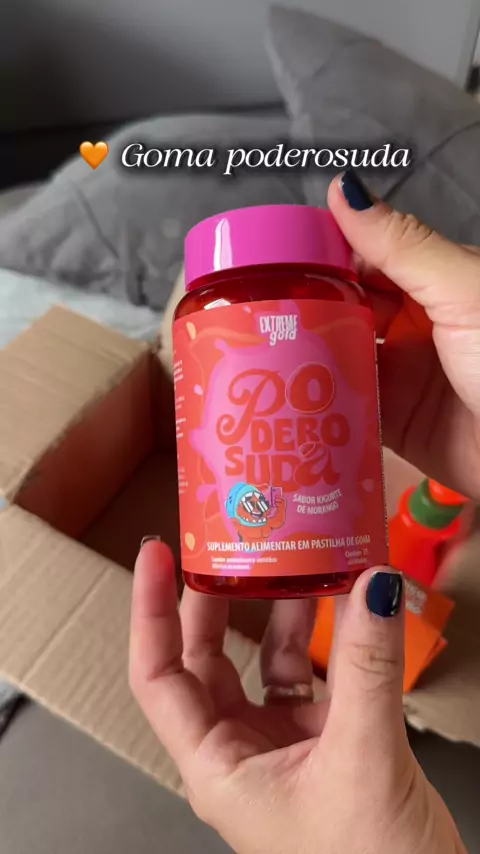 🧡 Goma poderosuda
EXTREME
gold
PO
DERO
SUDA
SABOR IOGURTE
DE MORANGO
SUPLEMENTO ALIMENTAR EM PASTILHA DE GOMA